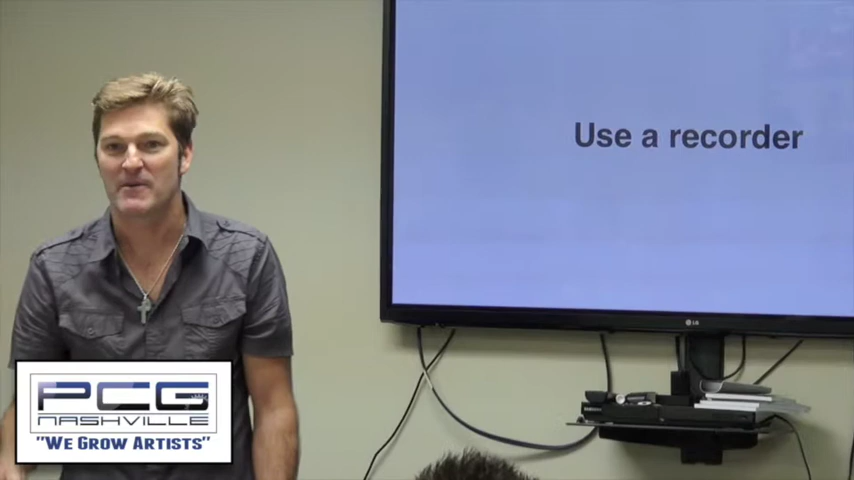 Use a recorder
LG
PCG
NASHVILLE
"WE GROW ARTISTS"